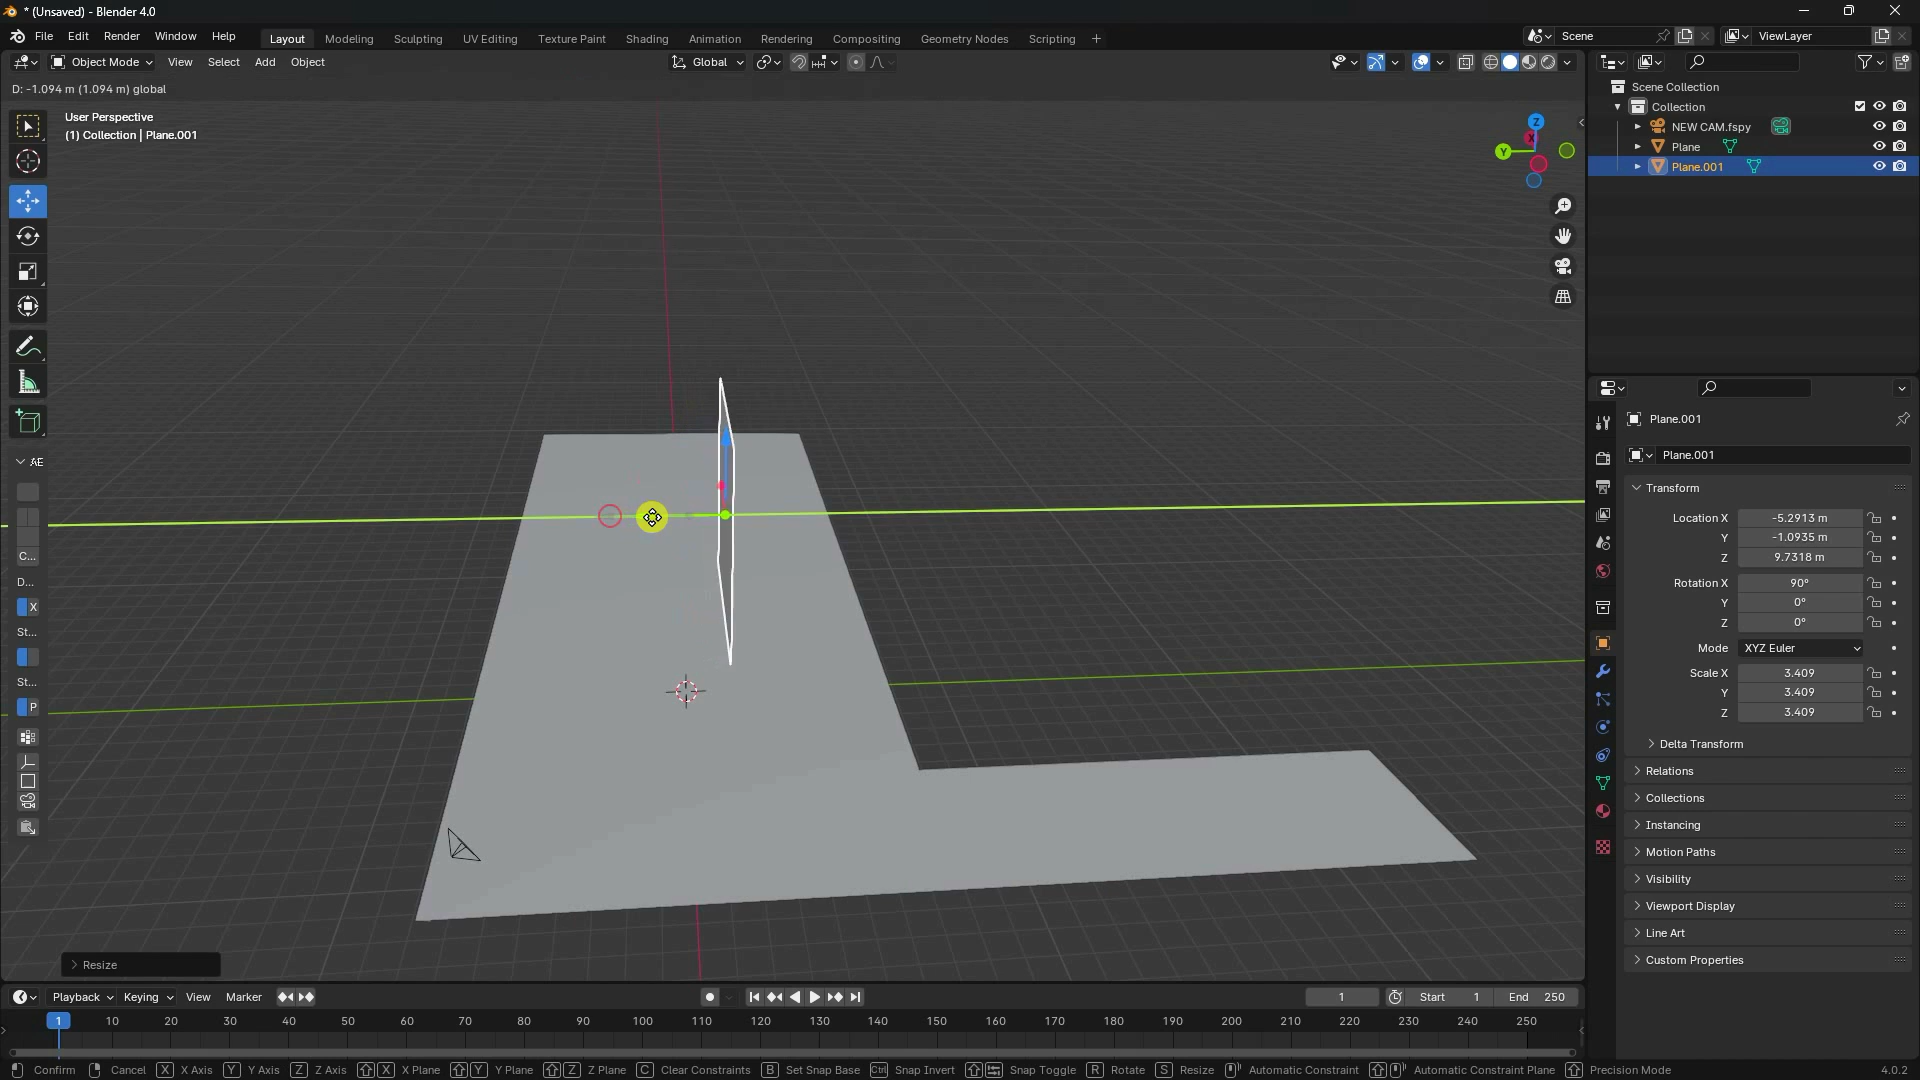 * (Unsaved) - Blender 4.0
File Edit Render Window Help
Layout Modeling Sculpting UV Editing Texture Paint Shading Animation Rendering Compositing Geometry Nodes Scripting +
Scene
ViewLayer
Object Mode View Select Add Object
Global
D: -1.094 m (1.094 m) global
User Perspective
(1) Collection | Plane.001
Z
X
Y
AE
C...
D...
X
St...
St...
P
Resize
Scene Collection
Collection
NEW CAM.fspy
Plane
Plane.001
Plane.001
Plane.001
Transform
Location X -5.2913 m
Y -1.0935 m
Z 9.7318 m
Rotation X 90°
Y 0°
Z 0°
Mode XYZ Euler
Scale X 3.409
Y 3.409
Z 3.409
Delta Transform
Relations
Collections
Instancing
Motion Paths
Visibility
Viewport Display
Line Art
Custom Properties
Playback Keying View Marker
1
Start 1
End 250
1 10 20 30 40 50 60 70 80 90 100 110 120 130 140 150 160 170 180 190 200 210 220 230 240 250
Confirm Cancel X X Axis Y Y Axis Z Z Axis X X Plane Y Y Plane Z Z Plane C Clear Constraints B Set Snap Base Ctrl Snap Invert Snap Toggle R Rotate S Resize Automatic Constraint Automatic Constraint Plane Precision Mode 4.0.2